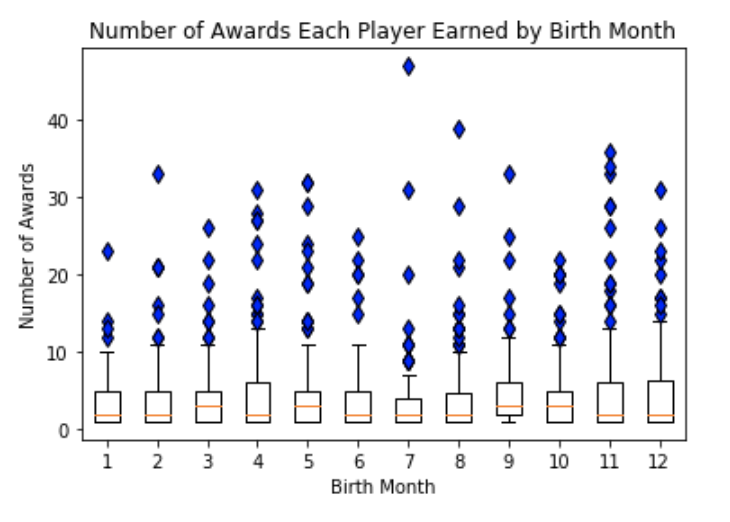 Number of Awards Each Player Earned by Birth Month
Number of Awards
40
30
20
10
0
1 2 3 4 5 6 7 8 9 10 11 12
Birth Month